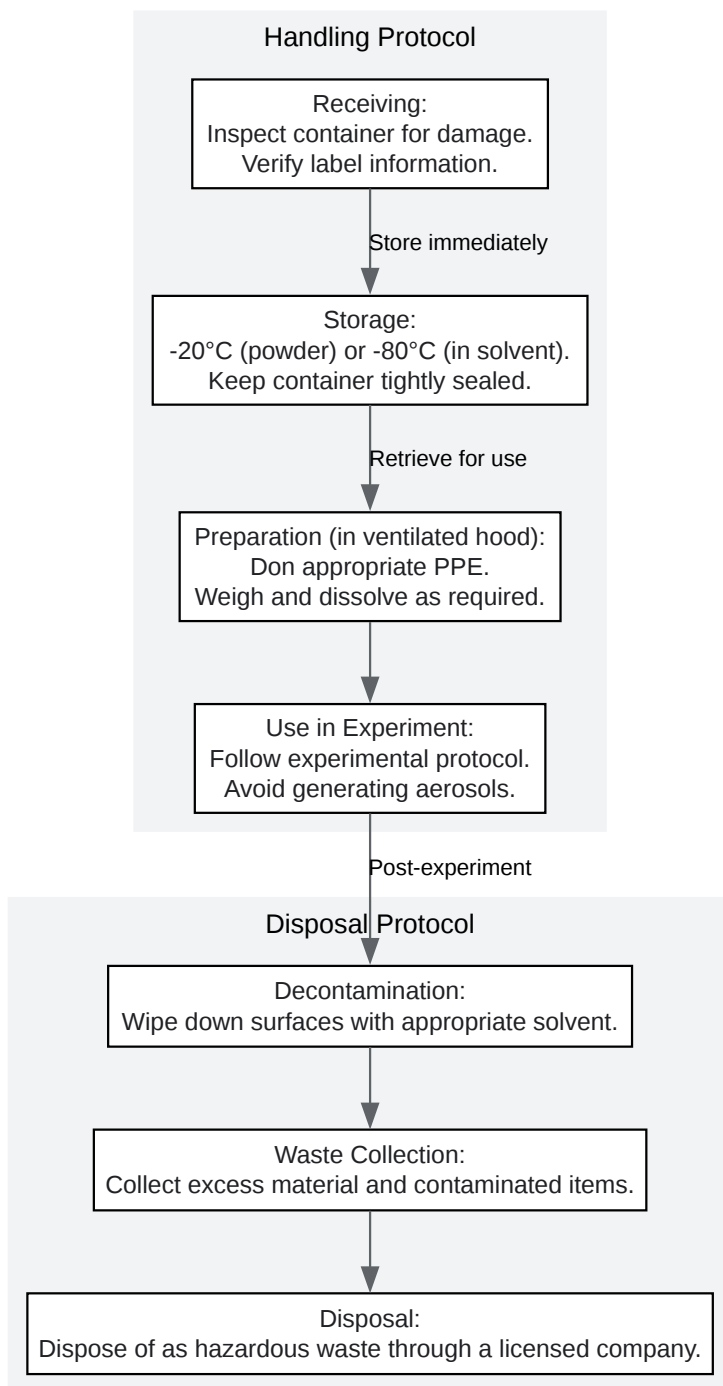 Handling Protocol
Receiving:
Inspect container for damage.
Verify label information.
Store immediately
Storage:
-20°C (powder) or -80°C (in solvent).
Keep container tightly sealed.
Retrieve for use
Preparation (in ventilated hood):
Don appropriate PPE.
Weigh and dissolve as required.
Use in Experiment:
Follow experimental protocol.
Avoid generating aerosols.
Post-experiment
Disposal Protocol
Decontamination:
Wipe down surfaces with appropriate solvent.
Waste Collection:
Collect excess material and contaminated items.
Disposal:
Dispose of as hazardous waste through a licensed company.